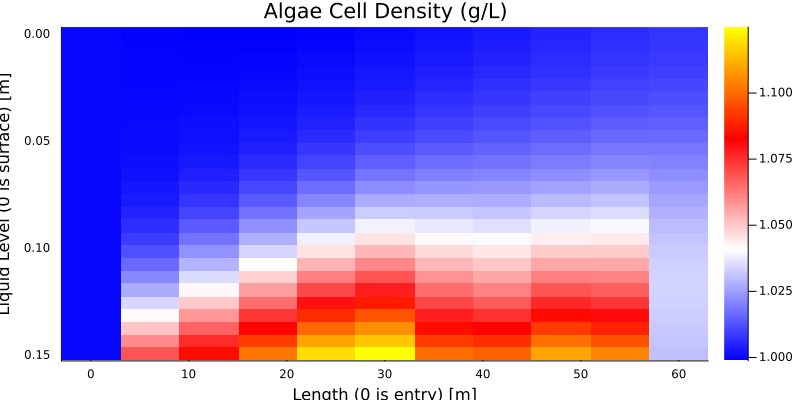 Algae Cell Density (g/L)
0.00
0.05
0.10
0.15
Liquid Level (0 is surface) [m]
0 10 20 30 40 50 60
Length (0 is entry) [m]
1.100
1.075
1.050
1.025
1.000